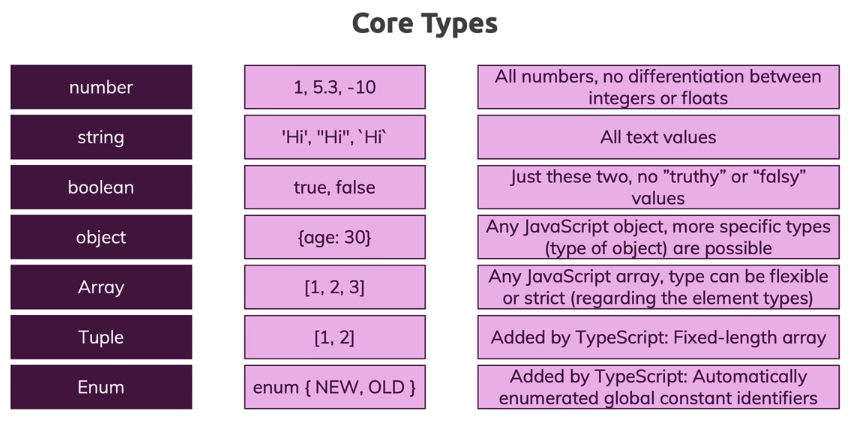 Core Types
number
1, 5.3, -10
All numbers, no differentiation between
integers or floats
string
'Hi', "Hi", `Hi`
All text values
boolean
true, false
Just these two, no ”truthy” or “falsy”
values
object
{age: 30}
Any JavaScript object, more specific types
(type of object) are possible
Array
[1, 2, 3]
Any JavaScript array, type can be flexible
or strict (regarding the element types)
Tuple
[1, 2]
Added by TypeScript: Fixed-length array
Enum
enum { NEW, OLD }
Added by TypeScript: Automatically
enumerated global constant identifiers